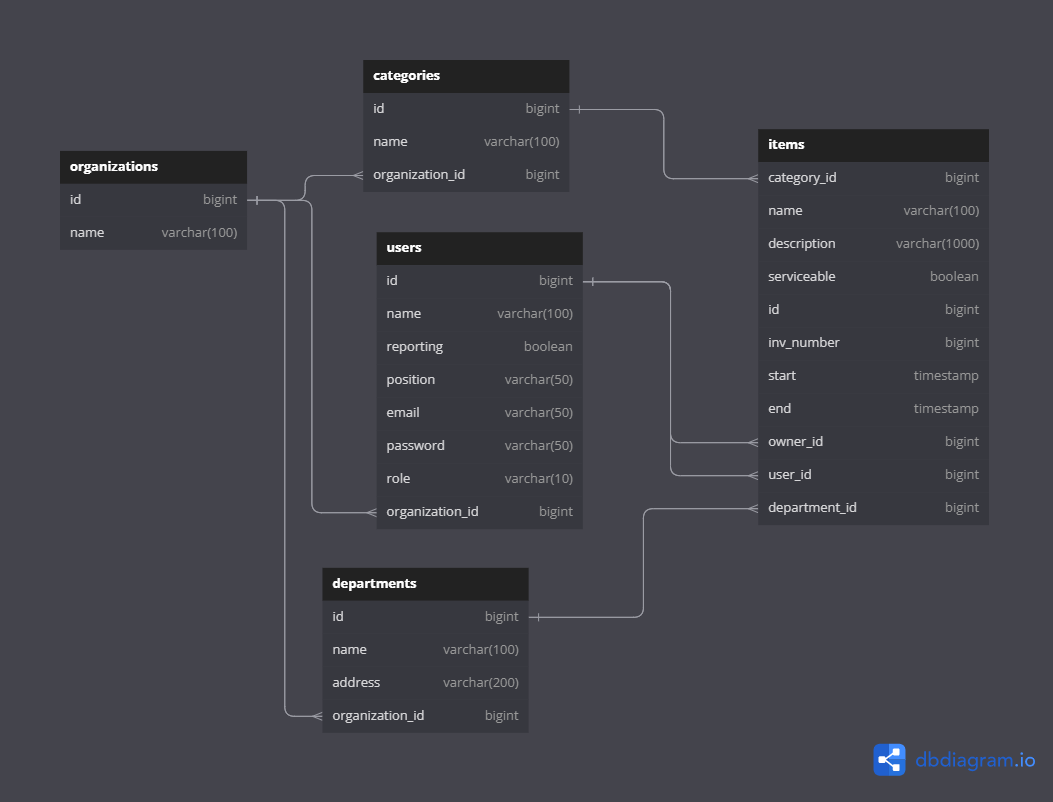 categories
id bigint
name varchar(100)
organization_id bigint
organizations
id bigint
name varchar(100)
items
category_id bigint
name varchar(100)
description varchar(1000)
serviceable boolean
id bigint
inv_number bigint
start timestamp
end timestamp
owner_id bigint
user_id bigint
department_id bigint
users
id bigint
name varchar(100)
reporting boolean
position varchar(50)
email varchar(50)
password varchar(50)
role varchar(10)
organization_id bigint
departments
id bigint
name varchar(100)
address varchar(200)
organization_id bigint
dbdiagram.io